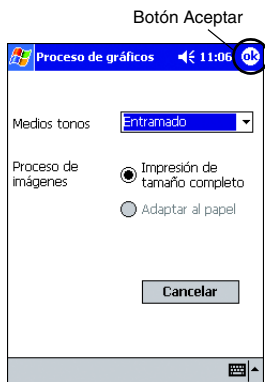 Botón Aceptar
Proceso de gráficos 11:06 ok
Medios tonos Entramado
Proceso de imágenes
Impresión de tamaño completo
Adaptar al papel
Cancelar